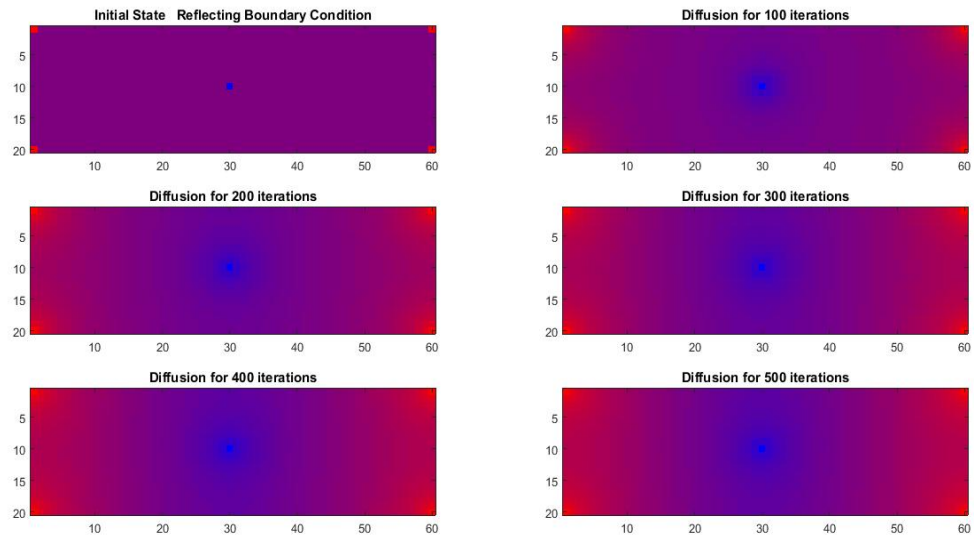 Initial State   Reflecting Boundary Condition
5
10
15
20
10 20 30 40 50 60
Diffusion for 100 iterations
5
10
15
20
10 20 30 40 50 60
Diffusion for 200 iterations
5
10
15
20
10 20 30 40 50 60
Diffusion for 300 iterations
5
10
15
20
10 20 30 40 50 60
Diffusion for 400 iterations
5
10
15
20
10 20 30 40 50 60
Diffusion for 500 iterations
5
10
15
20
10 20 30 40 50 60